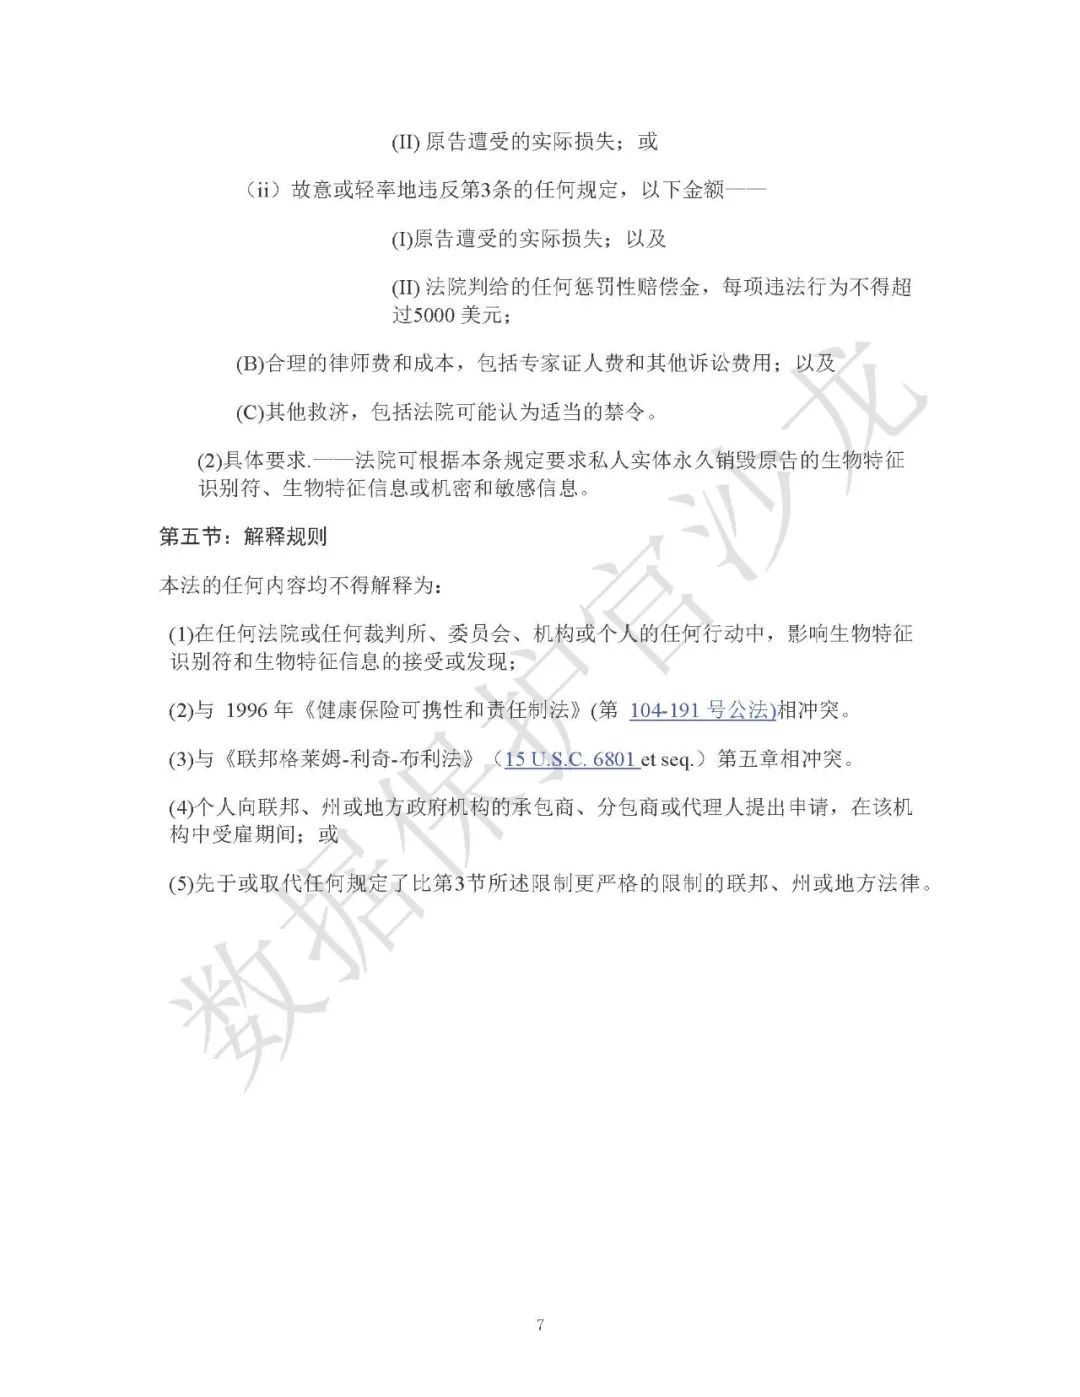 (II) 原告遭受的实际损失；或
（ii）故意或轻率地违反第3条的任何规定，以下金额——
(I)原告遭受的实际损失；以及
(II) 法院判给的任何惩罚性赔偿金，每项违法行为不得超
过5000 美元；
(B)合理的律师费和成本，包括专家证人费和其他诉讼费用；以及
(C)其他救济，包括法院可能认为适当的禁令。
(2)具体要求.——法院可根据本条规定要求私人实体永久销毁原告的生物特征
识别符、生物特征信息或机密和敏感信息。
第五节：解释规则
本法的任何内容均不得解释为：
(1)在任何法院或任何裁判所、委员会、机构或个人的任何行动中，影响生物特征
识别符和生物特征信息的接受或发现；
(2)与 1996 年《健康保险可携性和责任制法》(第 104-191 号公法)相冲突。
(3)与《联邦格莱姆-利奇-布利法》（15 U.S.C. 6801 et seq.）第五章相冲突。
(4)个人向联邦、州或地方政府机构的承包商、分包商或代理人提出申请，在该机
构中受雇期间；或
(5)先于或取代任何规定了比第3节所述限制更严格的限制的联邦、州或地方法律。
数据保护官沙龙
7